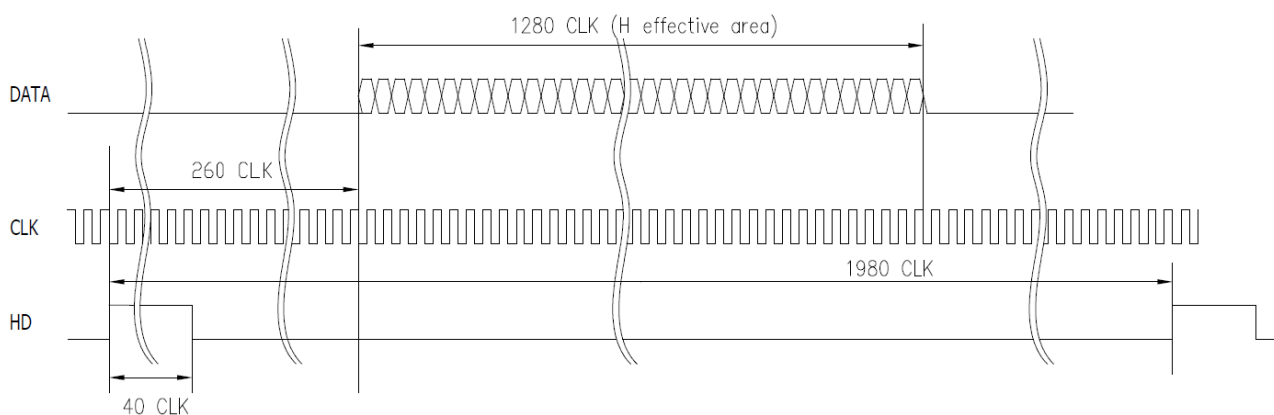 1280 CLK (H effective area)
DATA
260 CLK
CLK
1980 CLK
HD
40 CLK